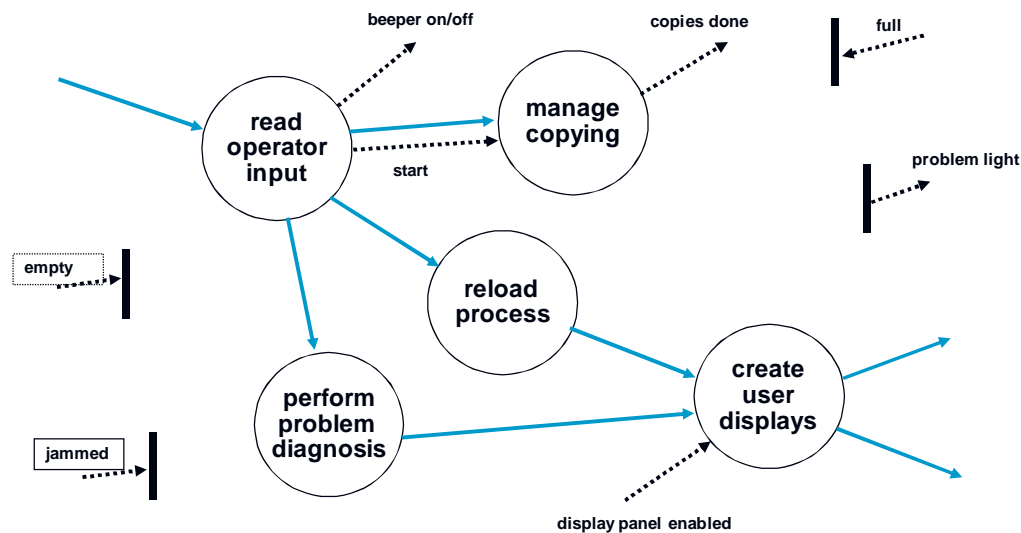 beeper on/off
copies done
full
read
operator
input
manage
copying
start
problem light
empty
reload
process
create
user
displays
perform
problem
diagnosis
jammed
display panel enabled